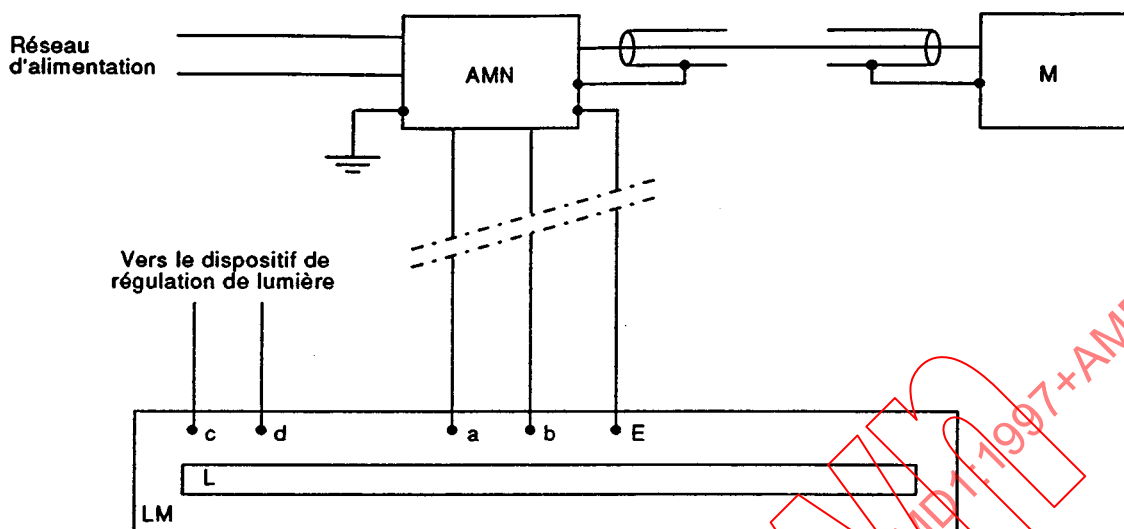 Réseau
d'alimentation
AMN
M
Vers le dispositif de
régulation de lumière
c
d
a
b
E
L
LM
MD1:1997+AM